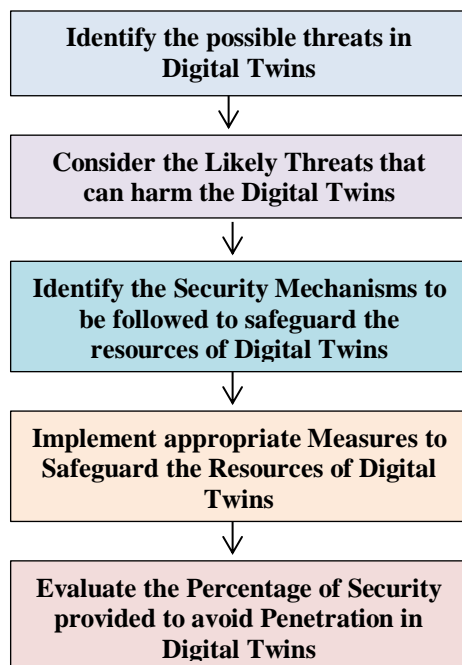 Identify the possible threats in
Digital Twins
Consider the Likely Threats that
can harm the Digital Twins
Identify the Security Mechanisms to
be followed to safeguard the
resources of Digital Twins
Implement appropriate Measures to
Safeguard the Resources of Digital
Twins
Evaluate the Percentage of Security
provided to avoid Penetration in
Digital Twins